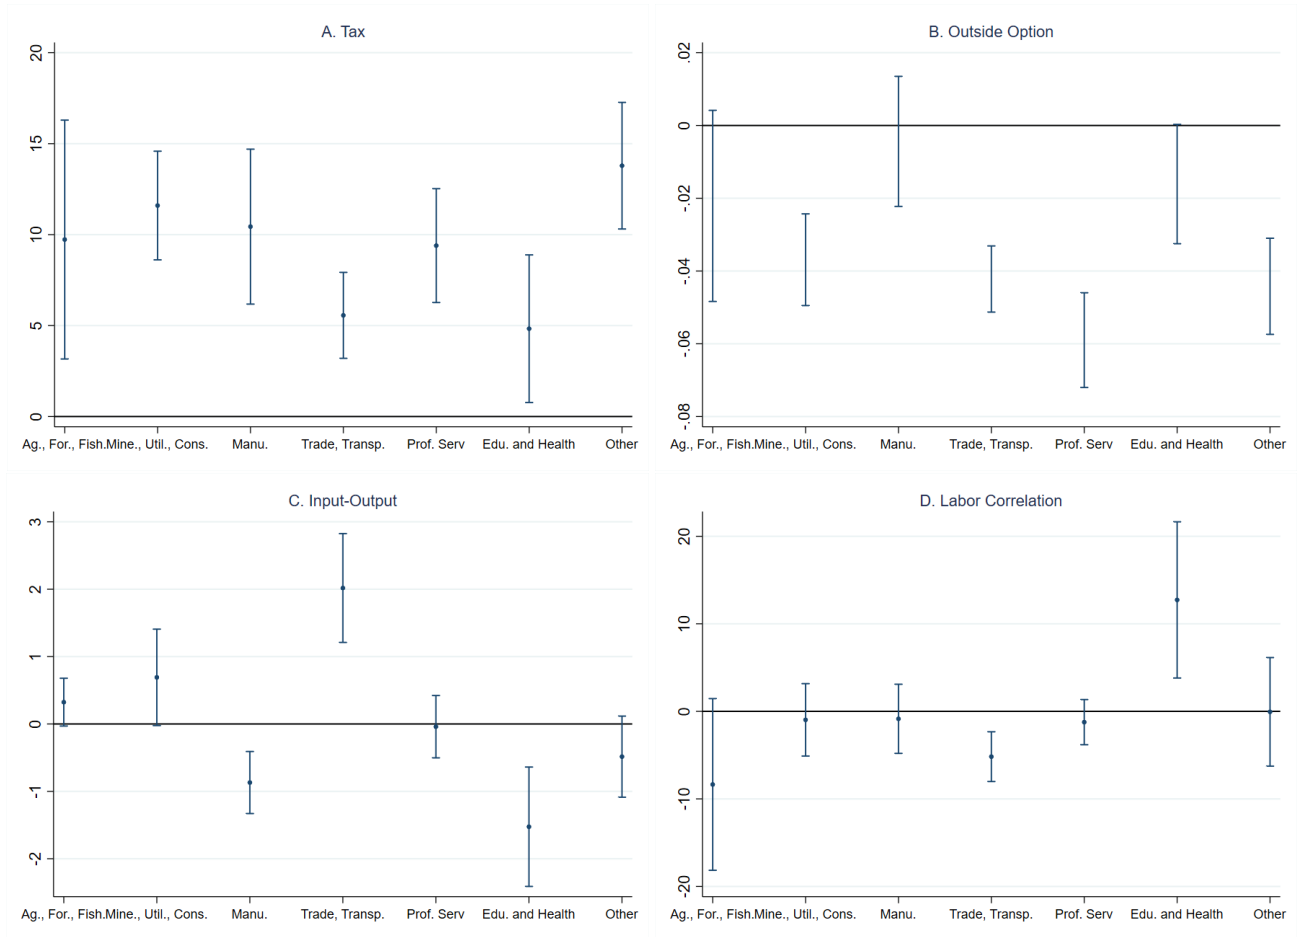 A. Tax
20
15
10
5
0
Ag., For., Fish. Mine., Util., Cons. Manu. Trade, Transp. Prof. Serv Edu. and Health Other
B. Outside Option
.02
0
-.02
-.04
-.06
-.08
Ag., For., Fish. Mine., Util., Cons. Manu. Trade, Transp. Prof. Serv Edu. and Health Other
C. Input-Output
3
2
1
0
-1
-2
Ag., For., Fish. Mine., Util., Cons. Manu. Trade, Transp. Prof. Serv Edu. and Health Other
D. Labor Correlation
20
10
0
-10
-20
Ag., For., Fish. Mine., Util., Cons. Manu. Trade, Transp. Prof. Serv Edu. and Health Other